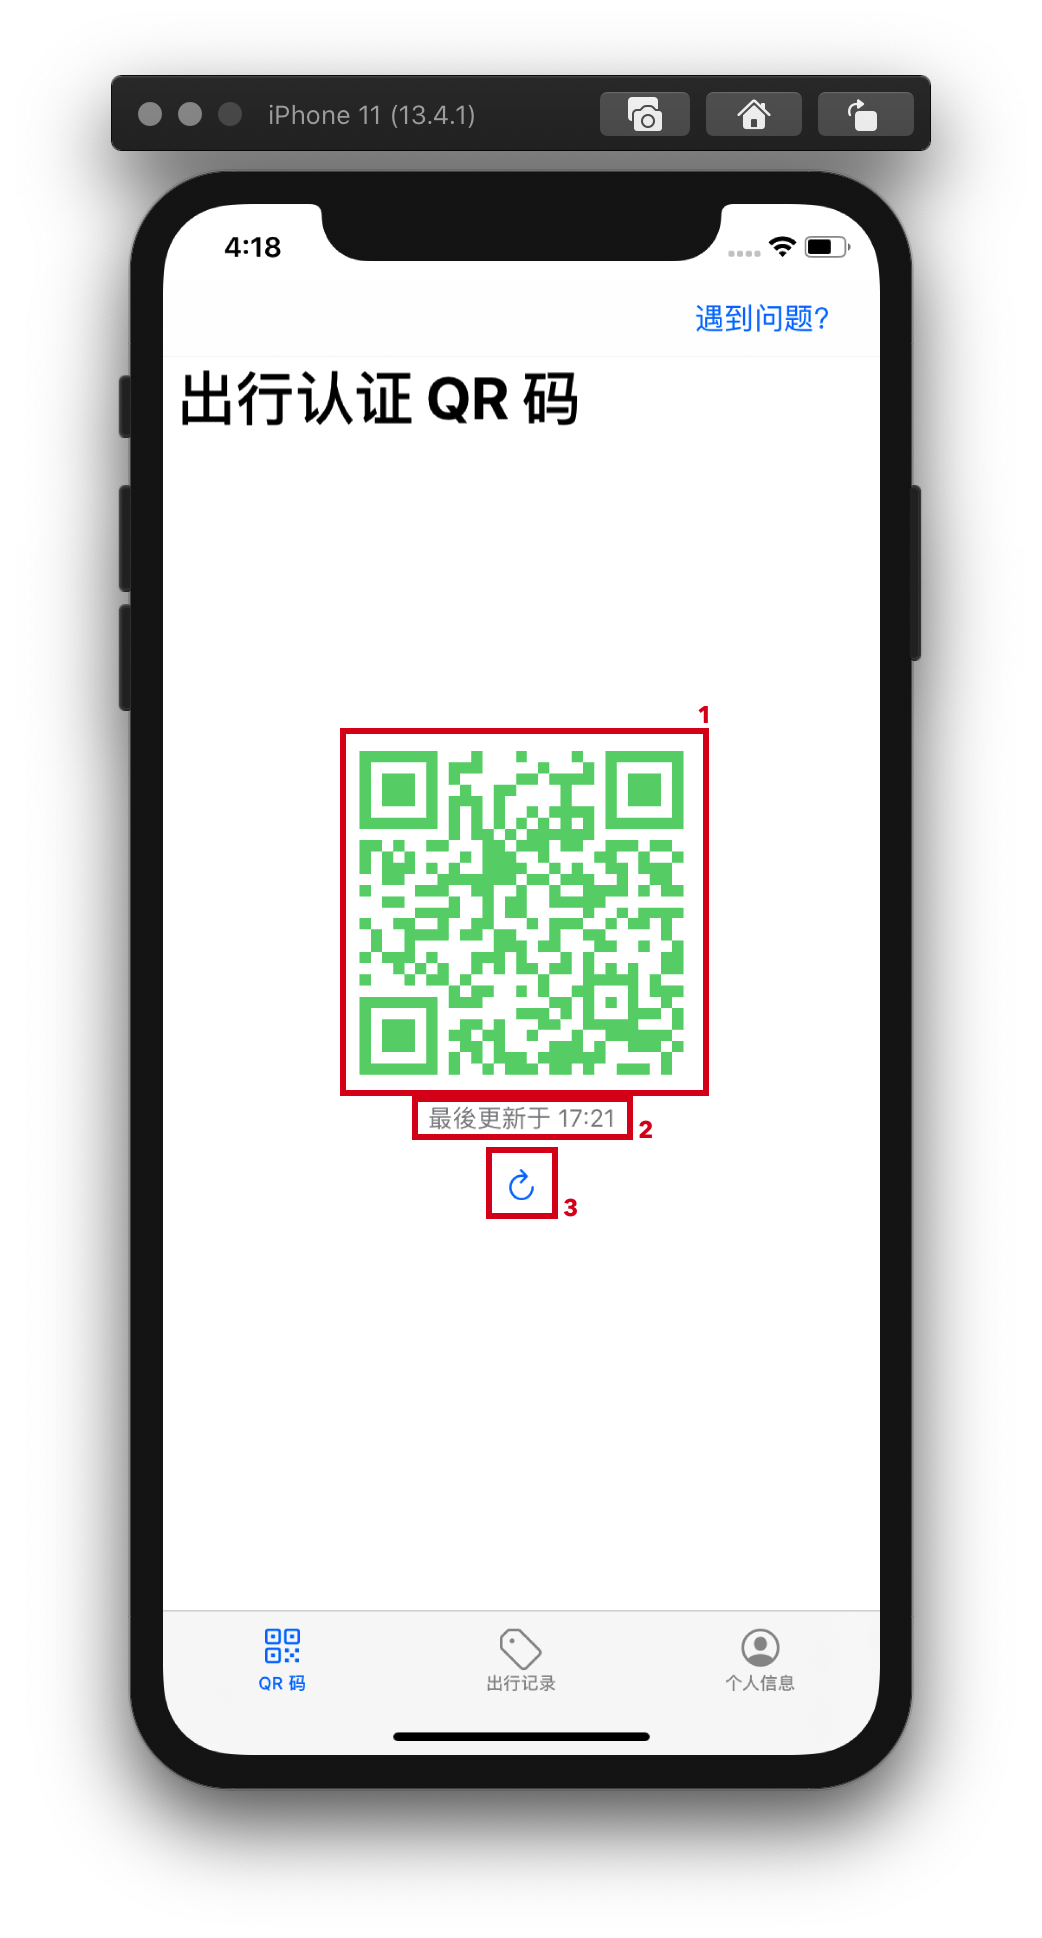 iPhone 11 (13.4.1)
4:18
遇到问题?
出行认证 QR 码
1
最後更新于 17:21
2
3
QR 码
出行记录
个人信息